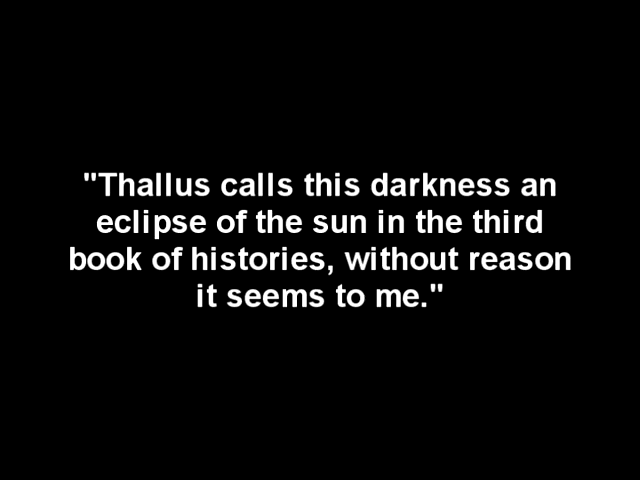 "Thallus calls this darkness an
eclipse of the sun in the third
book of histories, without reason
it seems to me."